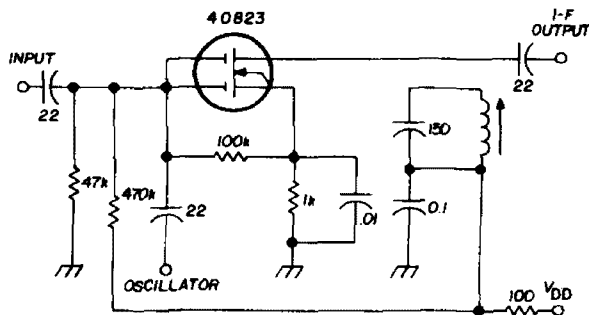 40823
I-F
OUTPUT
INPUT
22
22
100k
150
47k
470k
22
1k
.01
0.1
OSCILLATOR
100
VDD